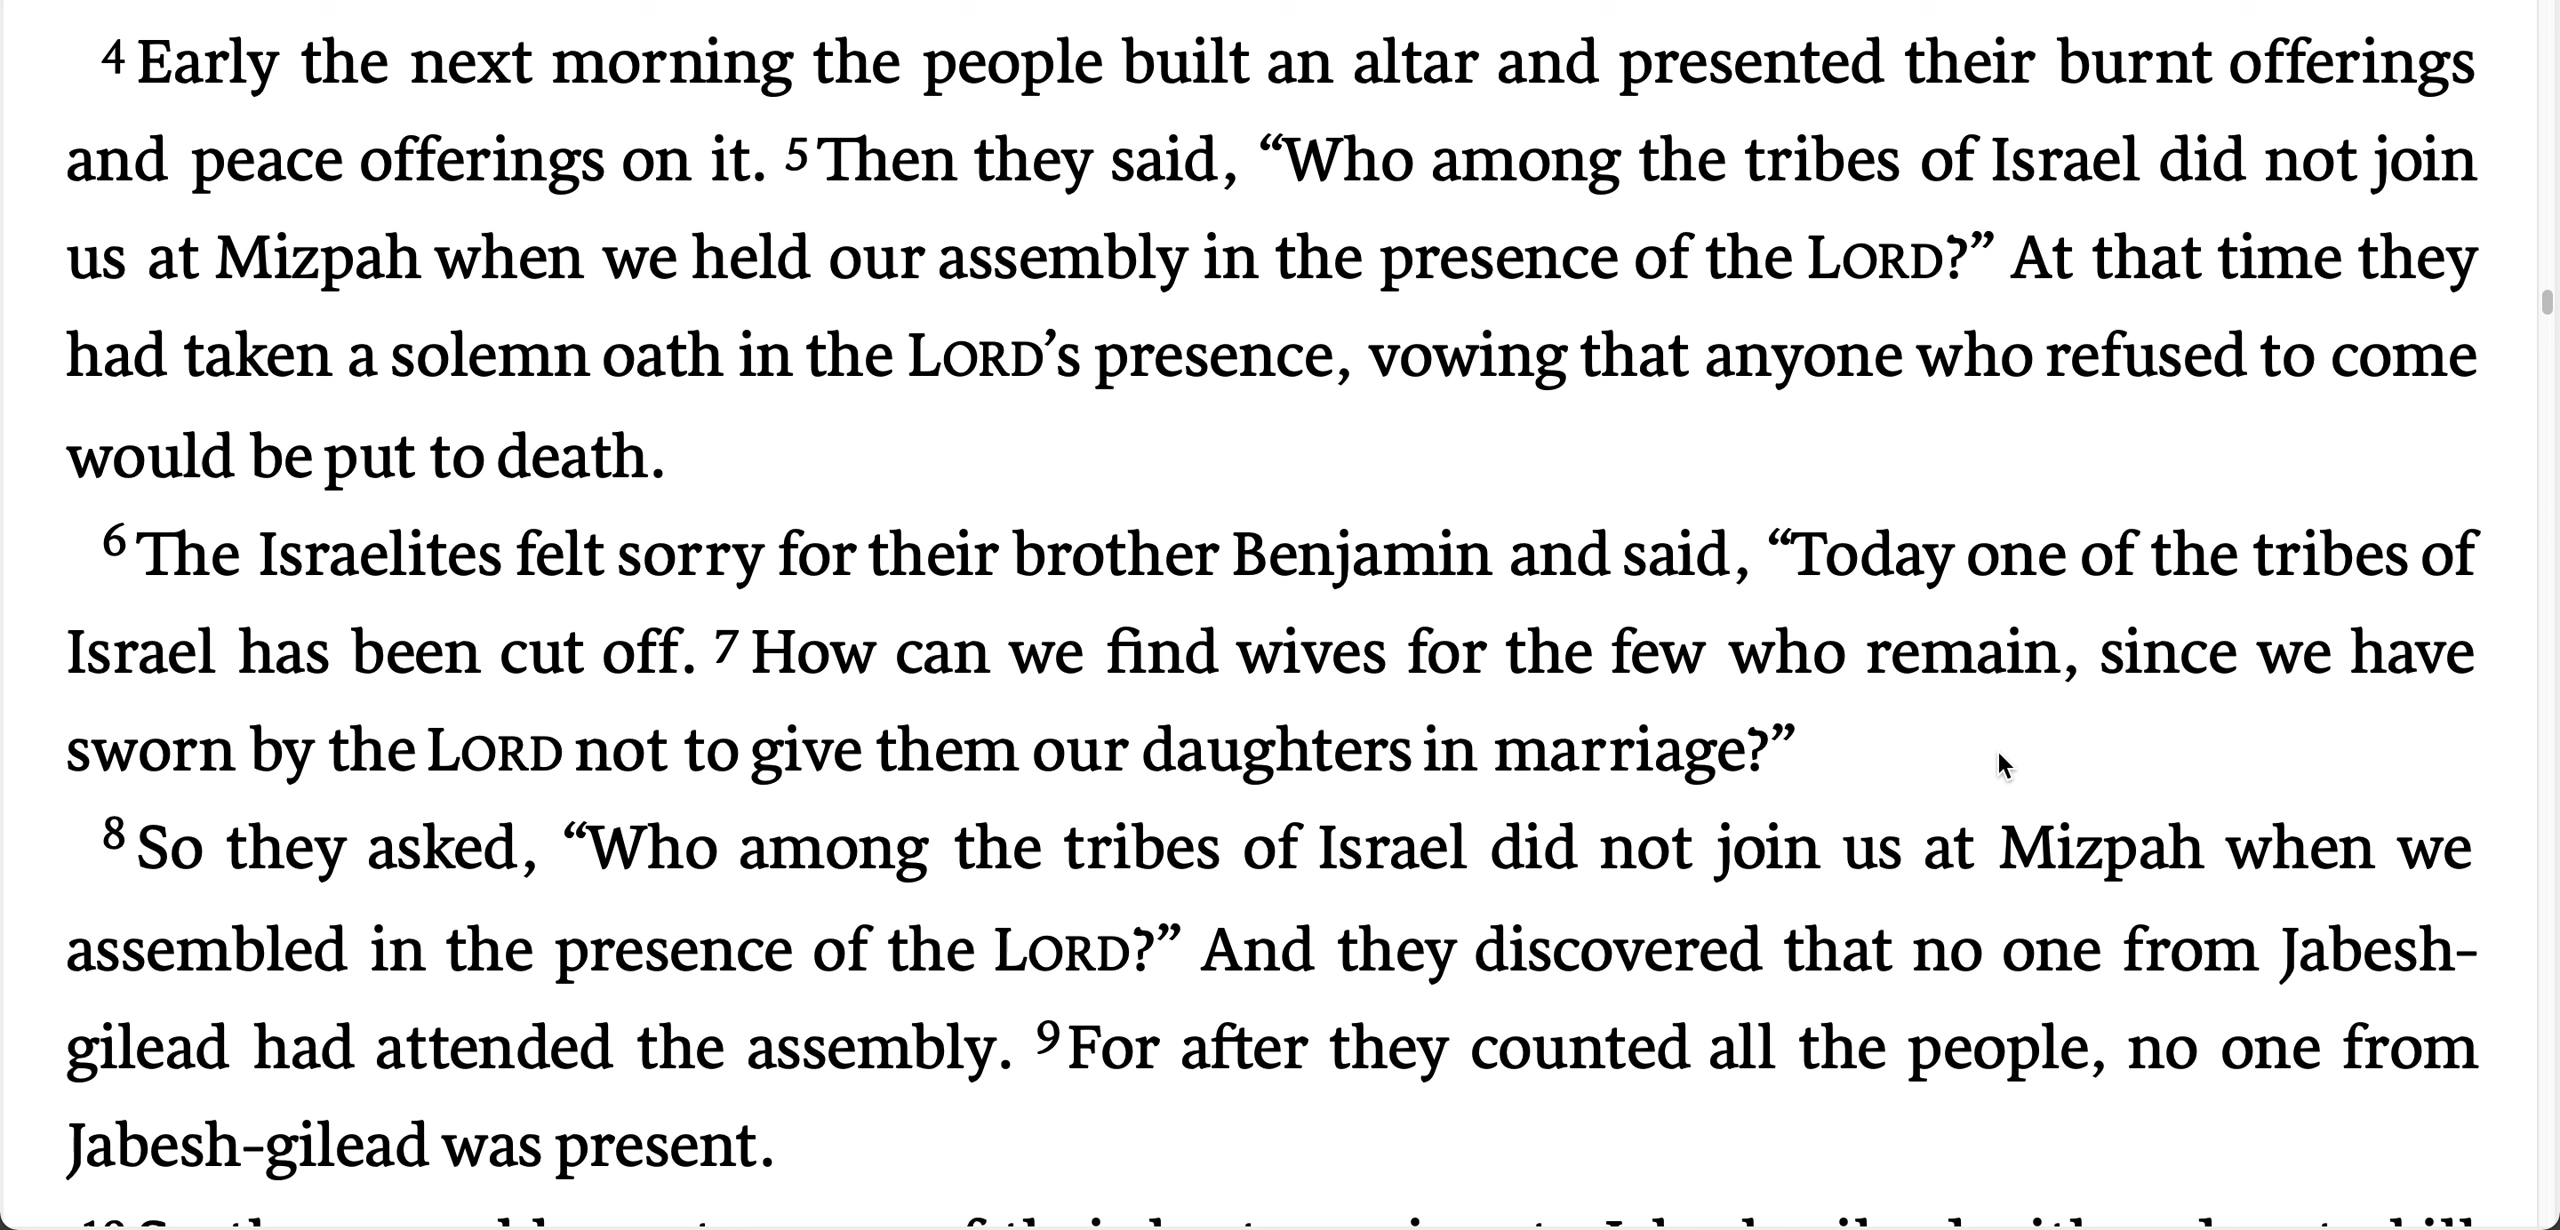 4 Early the next morning the people built an altar and presented their burnt offerings
and peace offerings on it. 5 Then they said, “Who among the tribes of Israel did not join
us at Mizpah when we held our assembly in the presence of the LORD?” At that time they
had taken a solemn oath in the LORD’s presence, vowing that anyone who refused to come
would be put to death.
6 The Israelites felt sorry for their brother Benjamin and said, “Today one of the tribes of
Israel has been cut off. 7 How can we find wives for the few who remain, since we have
sworn by the LORD not to give them our daughters in marriage?”
8 So they asked, “Who among the tribes of Israel did not join us at Mizpah when we
assembled in the presence of the LORD?” And they discovered that no one from Jabesh-
gilead had attended the assembly. 9 For after they counted all the people, no one from
Jabesh-gilead was present.